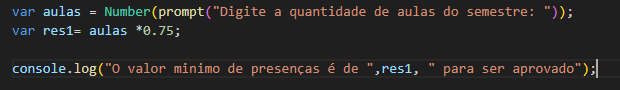 var aulas = Number(prompt("Digite a quantidade de aulas do semestre: "));
var res1= aulas *0.75;
console.log("O valor minimo de presenças é de ",res1, " para ser aprovado");